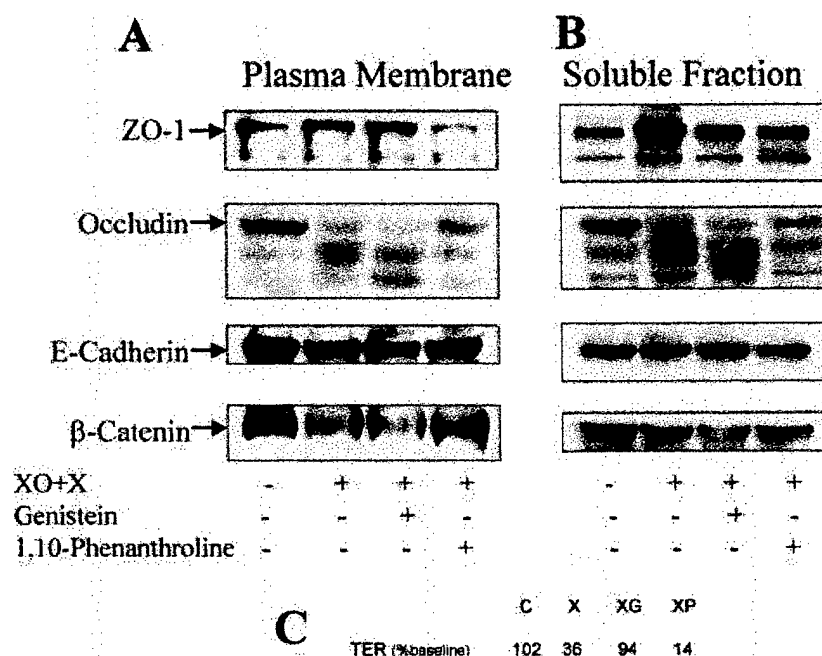 A
B
Plasma Membrane
Soluble Fraction
ZO-1
Occludin
E-Cadherin
β-Catenin
XO+X - + + + - + + +
Genistein - - + - - - + -
1,10-Phenanthroline - - - + - - - +
C X XG XP
C
TER (%baseline) 102 36 94 14